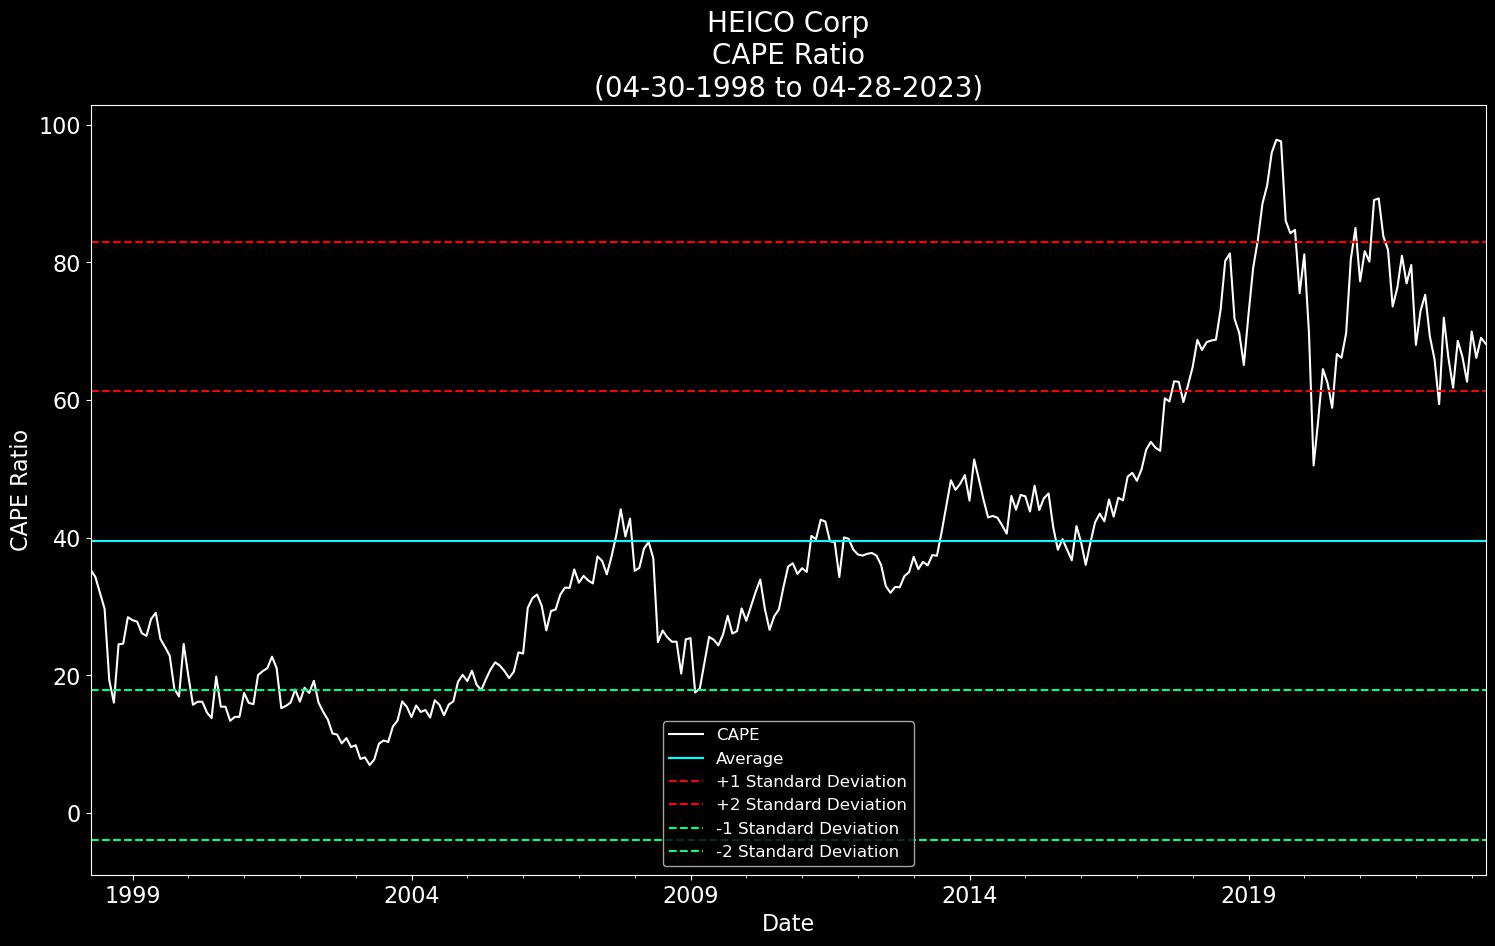 HEICO Corp
CAPE Ratio
(04-30-1998 to 04-28-2023)
100
80
60
40
20
0
CAPE Ratio
CAPE
Average
+1 Standard Deviation
+2 Standard Deviation
-1 Standard Deviation
-2 Standard Deviation
1999 2004 2009 2014 2019
Date